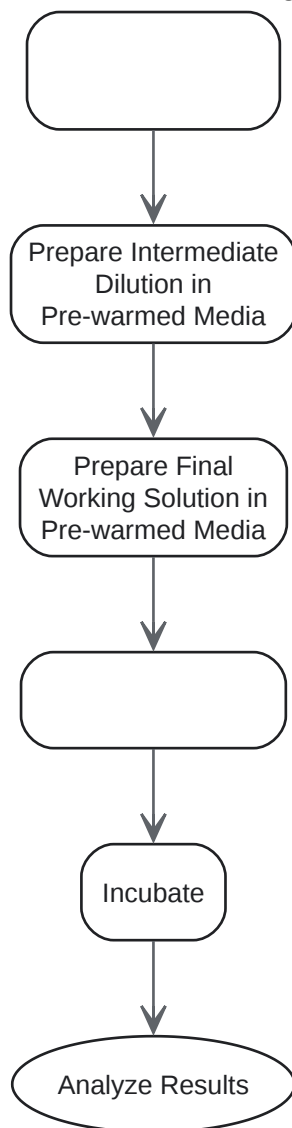 Prepare Intermediate
Dilution in
Pre-warmed Media
Prepare Final
Working Solution in
Pre-warmed Media
Incubate
Analyze Results